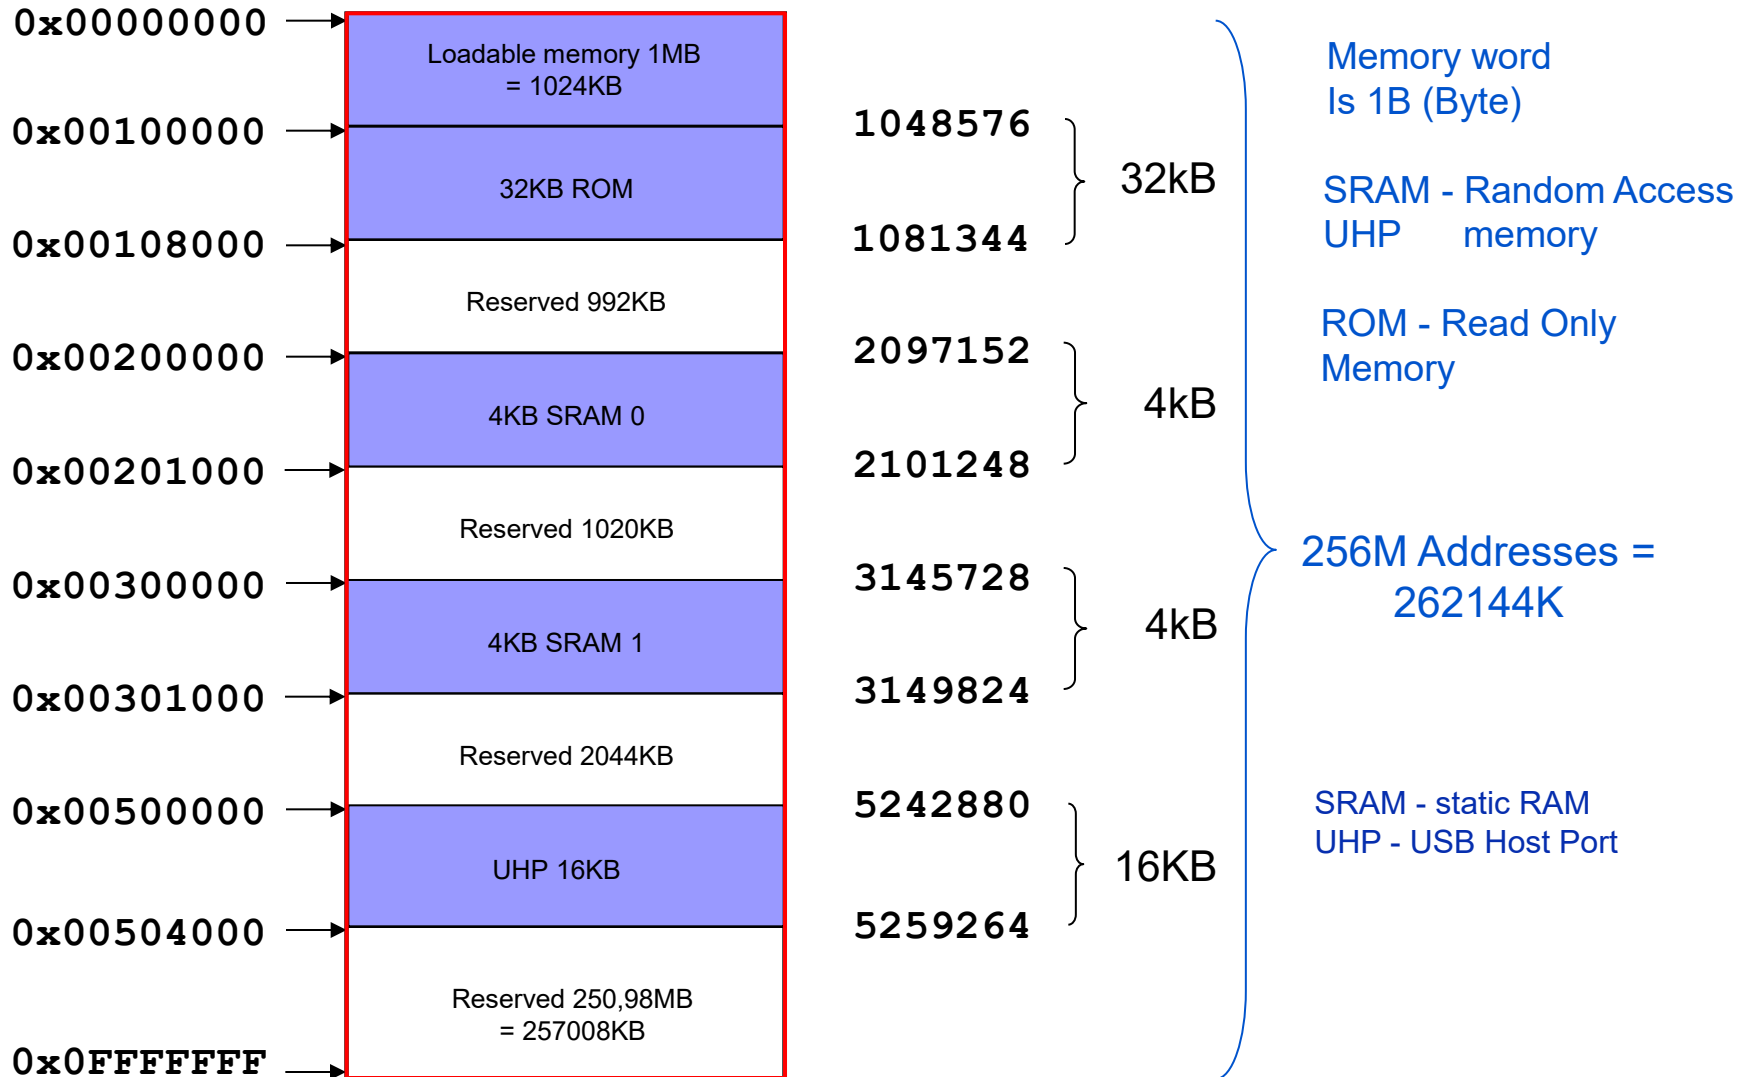 0x00000000
Loadable memory 1MB
= 1024KB
0x00100000
32KB ROM
0x00108000
Reserved 992KB
0x00200000
4KB SRAM 0
0x00201000
Reserved 1020KB
0x00300000
4KB SRAM 1
0x00301000
Reserved 2044KB
0x00500000
UHP 16KB
0x00504000
Reserved 250,98MB
= 257008KB
0x0FFFFFFF
1048576
32kB
1081344
2097152
4kB
2101248
3145728
4kB
3149824
5242880
16KB
5259264
Memory word
Is 1B (Byte)
SRAM - Random Access
UHP memory
ROM - Read Only
Memory
256M Addresses =
262144K
SRAM - static RAM
UHP - USB Host Port